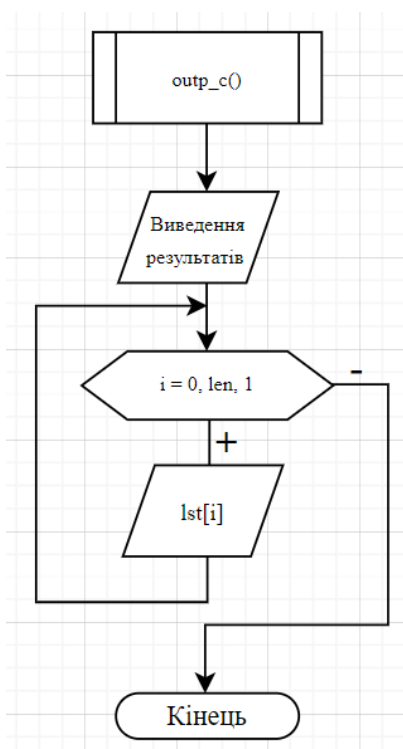 outp_c()
Виведення
результатів
i = 0, len, 1
-
+
lst[i]
Кінець